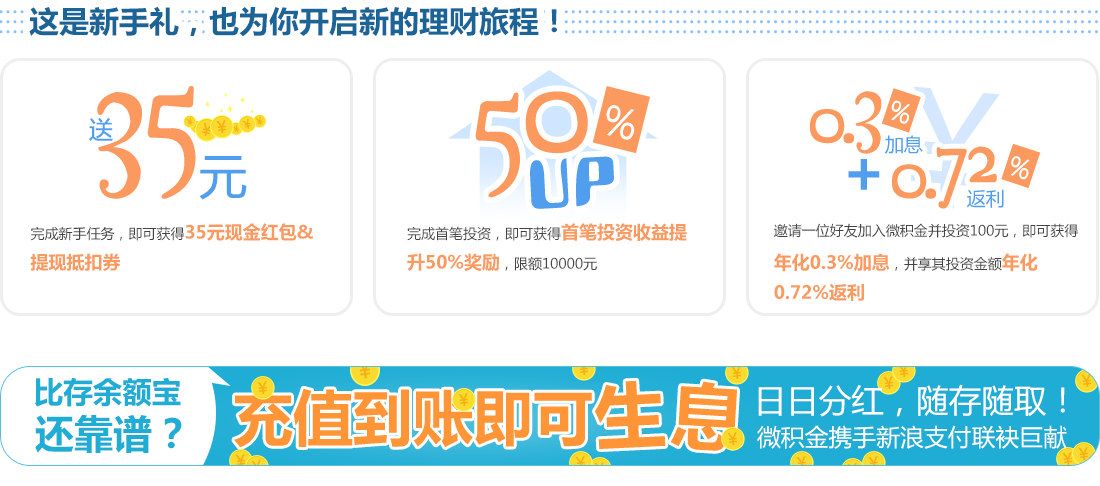 这是新手礼，也为你开启新的理财旅程！
送35元
完成新手任务，即可获得35元现金红包&
提现抵扣券
50%
UP
完成首笔投资，即可获得首笔投资收益提
升50%奖励，限额10000元
0.3%加息
+0.72%返利
邀请一位好友加入微积金并投资100元，即可获得
年化0.3%加息，并享其投资金额年化
0.72%返利
比存余额宝
还靠谱？
充值到账即可生息
日日分红，随存随取！
微积金携手新浪支付联袂巨献